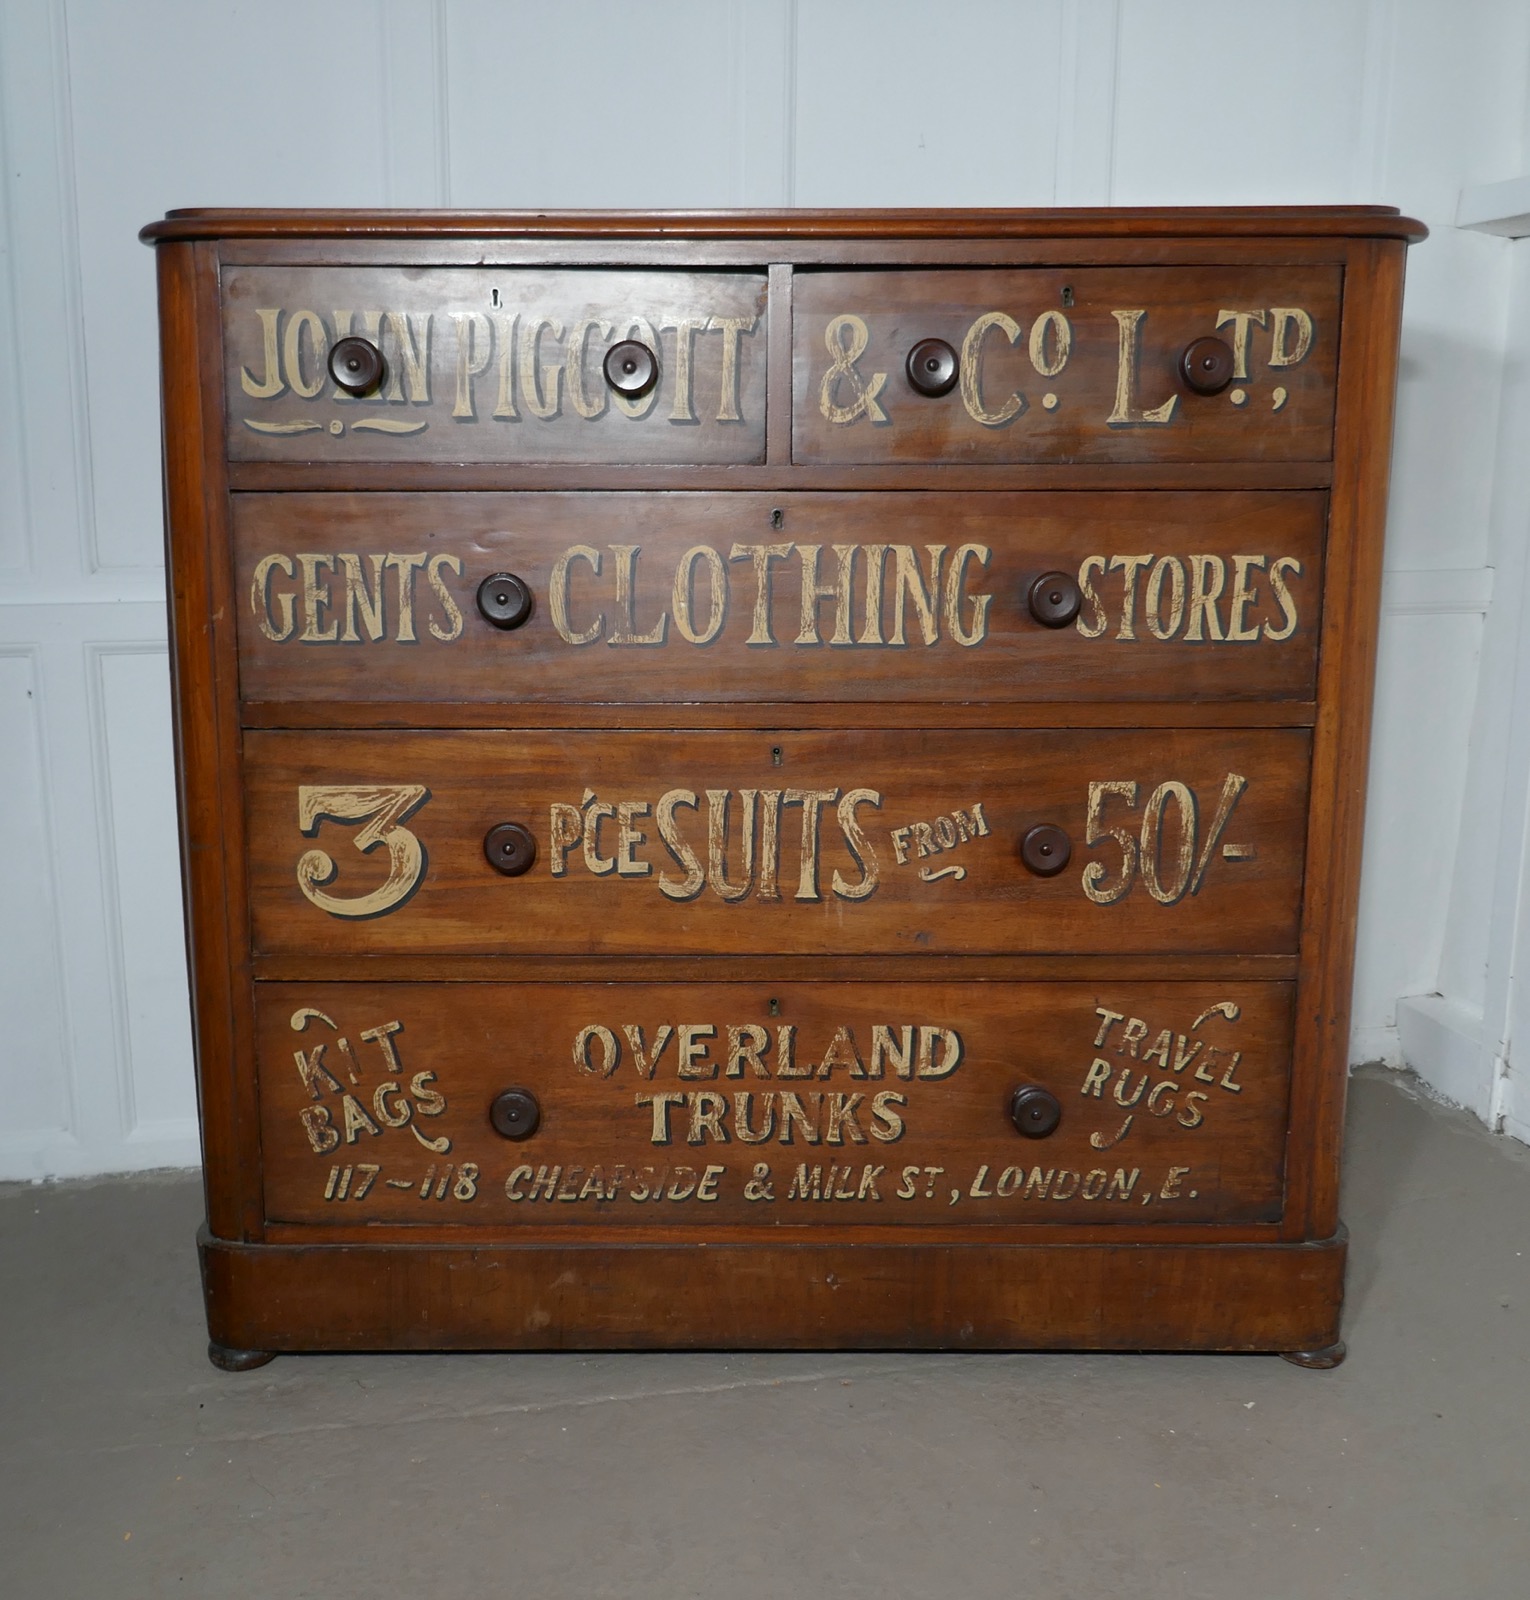 JOHN PIGGOTT & Co. LTD.,
GENTS CLOTHING STORES
3 P'CE SUITS FROM 50/-
KIT BAGS
OVERLAND
TRUNKS
TRAVEL
RUGS
117-118 CHEAPSIDE & MILK ST, LONDON, E.